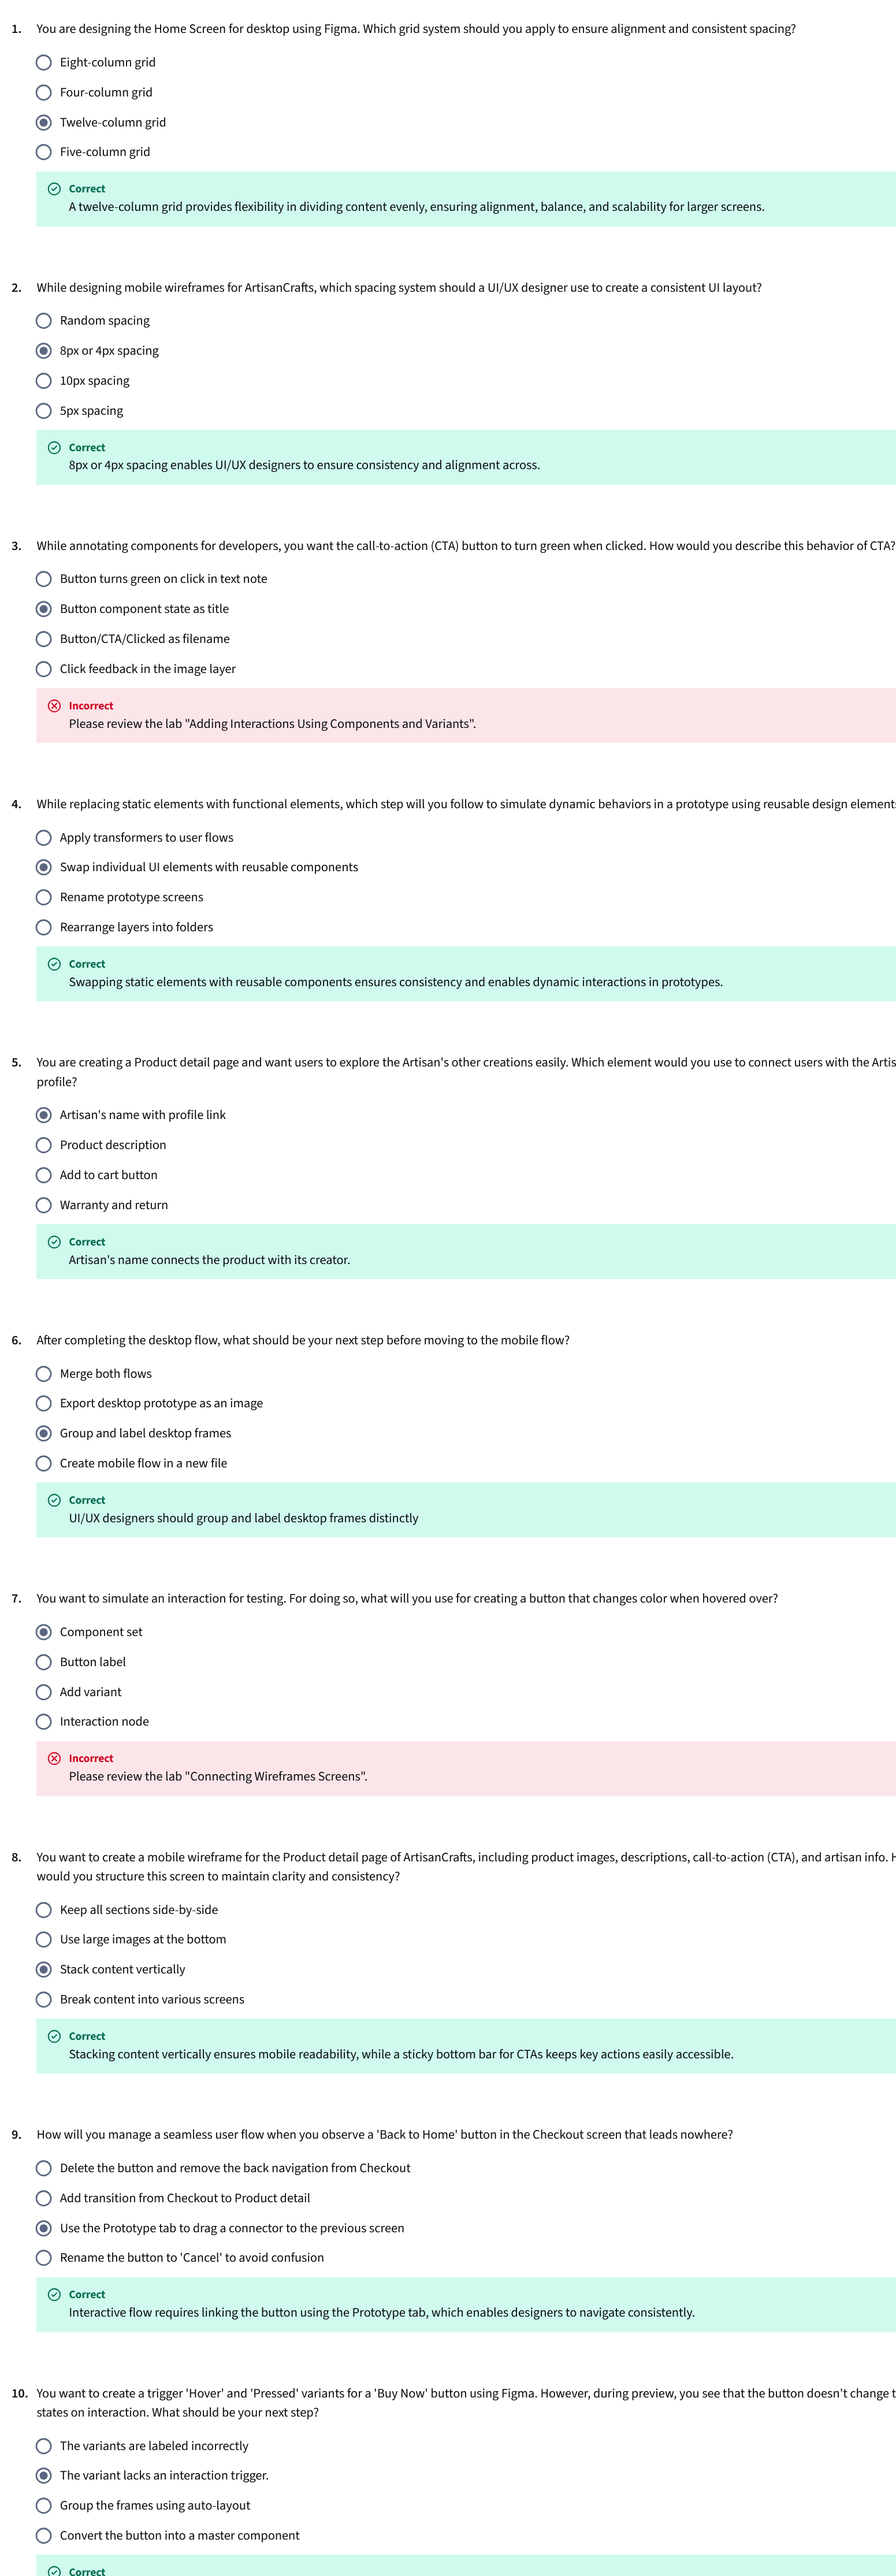 1. You are designing the Home Screen for desktop using Figma. Which grid system should you apply to ensure alignment and consistent spacing?
Eight-column grid
Four-column grid
Twelve-column grid
Five-column grid
Correct
A twelve-column grid provides flexibility in dividing content evenly, ensuring alignment, balance, and scalability for larger screens.
2. While designing mobile wireframes for ArtisanCrafts, which spacing system should a UI/UX designer use to create a consistent UI layout?
Random spacing
8px or 4px spacing
10px spacing
5px spacing
Correct
8px or 4px spacing enables UI/UX designers to ensure consistency and alignment across.
3. While annotating components for developers, you want the call-to-action (CTA) button to turn green when clicked. How would you describe this behavior of CTA?
Button turns green on click in text note
Button component state as title
Button/CTA/Clicked as filename
Click feedback in the image layer
Incorrect
Please review the lab "Adding Interactions Using Components and Variants".
4. While replacing static elements with functional elements, which step will you follow to simulate dynamic behaviors in a prototype using reusable design element
Apply transformers to user flows
Swap individual UI elements with reusable components
Rename prototype screens
Rearrange layers into folders
Correct
Swapping static elements with reusable components ensures consistency and enables dynamic interactions in prototypes.
5. You are creating a Product detail page and want users to explore the Artisan's other creations easily. Which element would you use to connect users with the Artis
profile?
Artisan's name with profile link
Product description
Add to cart button
Warranty and return
Correct
Artisan's name connects the product with its creator.
6. After completing the desktop flow, what should be your next step before moving to the mobile flow?
Merge both flows
Export desktop prototype as an image
Group and label desktop frames
Create mobile flow in a new file
Correct
UI/UX designers should group and label desktop frames distinctly
7. You want to simulate an interaction for testing. For doing so, what will you use for creating a button that changes color when hovered over?
Component set
Button label
Add variant
Interaction node
Incorrect
Please review the lab "Connecting Wireframes Screens".
8. You want to create a mobile wireframe for the Product detail page of ArtisanCrafts, including product images, descriptions, call-to-action (CTA), and artisan info.
would you structure this screen to maintain clarity and consistency?
Keep all sections side-by-side
Use large images at the bottom
Stack content vertically
Break content into various screens
Correct
Stacking content vertically ensures mobile readability, while a sticky bottom bar for CTAs keeps key actions easily accessible.
9. How will you manage a seamless user flow when you observe a 'Back to Home' button in the Checkout screen that leads nowhere?
Delete the button and remove the back navigation from Checkout
Add transition from Checkout to Product detail
Use the Prototype tab to drag a connector to the previous screen
Rename the button to 'Cancel' to avoid confusion
Correct
Interactive flow requires linking the button using the Prototype tab, which enables designers to navigate consistently.
10. You want to create a trigger 'Hover' and 'Pressed' variants for a 'Buy Now' button using Figma. However, during preview, you see that the button doesn't change
states on interaction. What should be your next step?
The variants are labeled incorrectly
The variant lacks an interaction trigger.
Group the frames using auto-layout
Convert the button into a master component
Correct